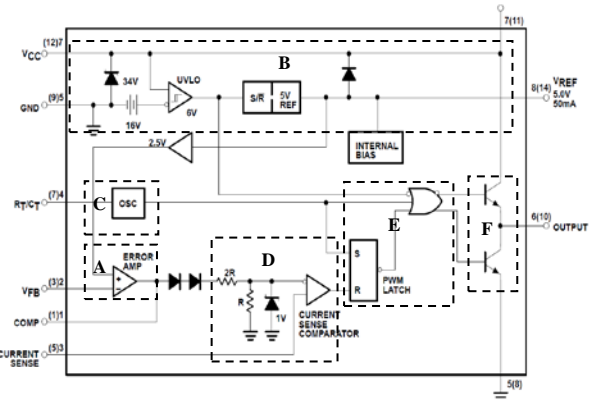 7(11)
VCC (12)7
34V
UVLO
B
S/R
5V REF
8(14)
VREF
5.0V
50mA
GND (9)5
16V
6V
2.5V
INTERNAL BIAS
RT/CT (7)4
C
OSC
E
F
6(10) OUTPUT
A
ERROR AMP
D
S
R
PWM LATCH
VFB (3)2
2R
R
1V
COMP (1)1
CURRENT SENSE COMPARATOR
CURRENT SENSE (5)3
5(8)